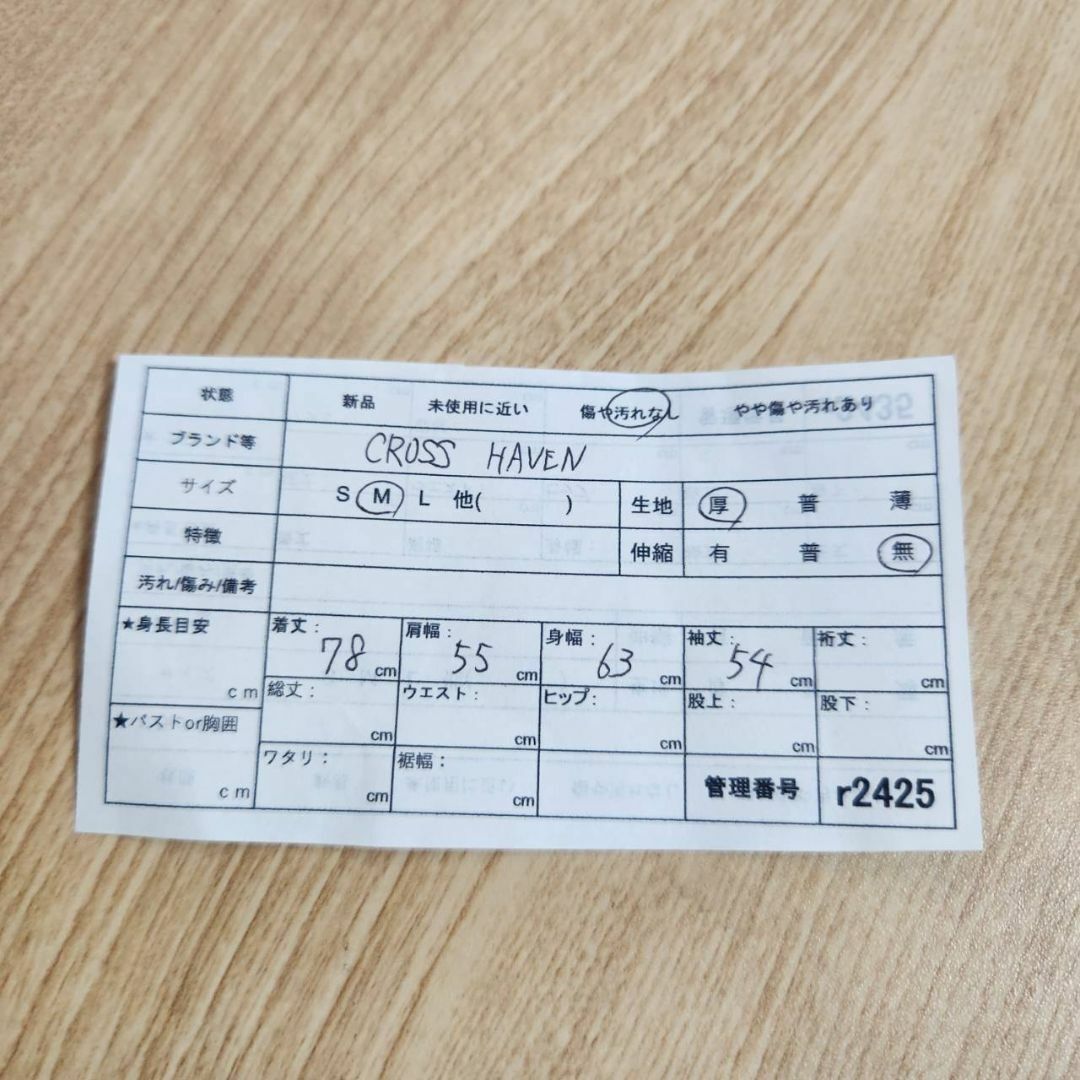 状態 新品 未使用に近い 傷や汚れなし やや傷や汚れあり
ブランド等 CROSS HAVEN
サイズ S M L 他( ) 生地 厚 普 薄
特徴 伸縮 有 普 無
汚れ/傷み/備考
★身長目安 cm 着丈: 78 cm 肩幅: 55 cm 身幅: 63 cm 袖丈: 54 cm 裄丈: cm
★バストor胸囲 cm 総丈: cm ウエスト: cm ヒップ: cm 股上: cm 股下: cm
ワタリ: cm 裾幅: cm 管理番号 r2425